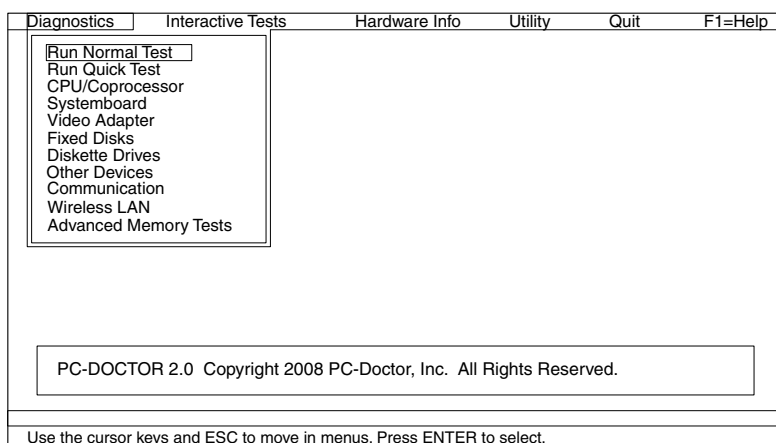 Diagnostics Interactive Tests Hardware Info Utility Quit F1=Help
Run Normal Test
Run Quick Test
CPU/Coprocessor
Systemboard
Video Adapter
Fixed Disks
Diskette Drives
Other Devices
Communication
Wireless LAN
Advanced Memory Tests
PC-DOCTOR 2.0 Copyright 2008 PC-Doctor, Inc. All Rights Reserved.
Use the cursor keys and ESC to move in menus. Press ENTER to select.